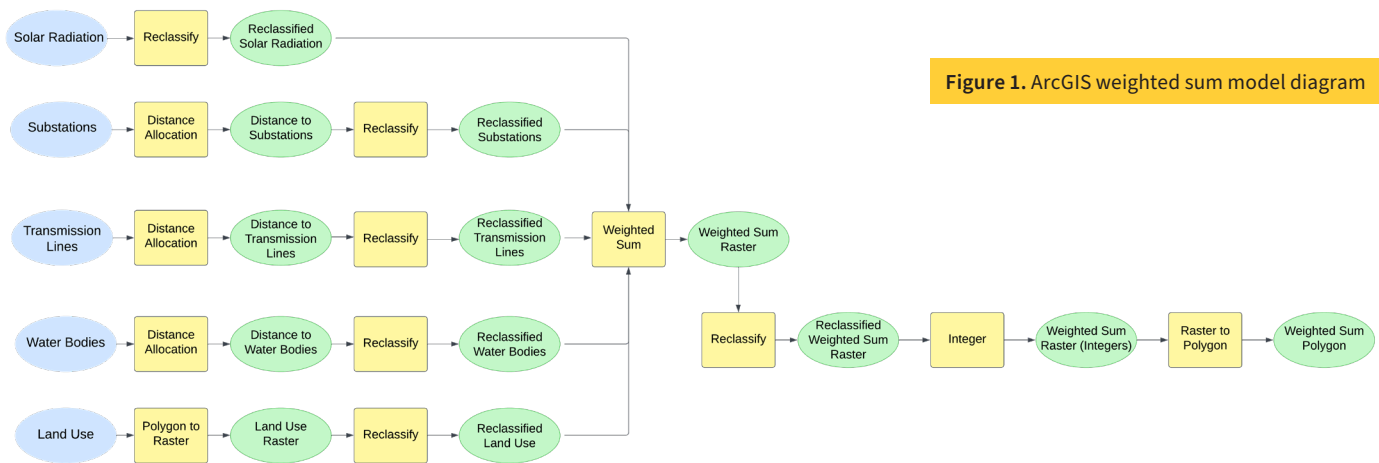 Solar Radiation
Reclassify
Reclassified
Solar Radiation
Figure 1. ArcGIS weighted sum model diagram
Substations
Distance
Allocation
Distance to
Substations
Reclassify
Reclassified
Substations
Transmission
Lines
Distance
Allocation
Distance to
Transmission
Lines
Reclassify
Reclassified
Transmission
Lines
Weighted
Sum
Weighted Sum
Raster
Water Bodies
Distance
Allocation
Distance to
Water Bodies
Reclassify
Reclassified
Water Bodies
Reclassify
Reclassified
Weighted Sum
Raster
Integer
Weighted Sum
Raster (Integers)
Raster to
Polygon
Weighted Sum
Polygon
Land Use
Polygon to
Raster
Land Use
Raster
Reclassify
Reclassified
Land Use